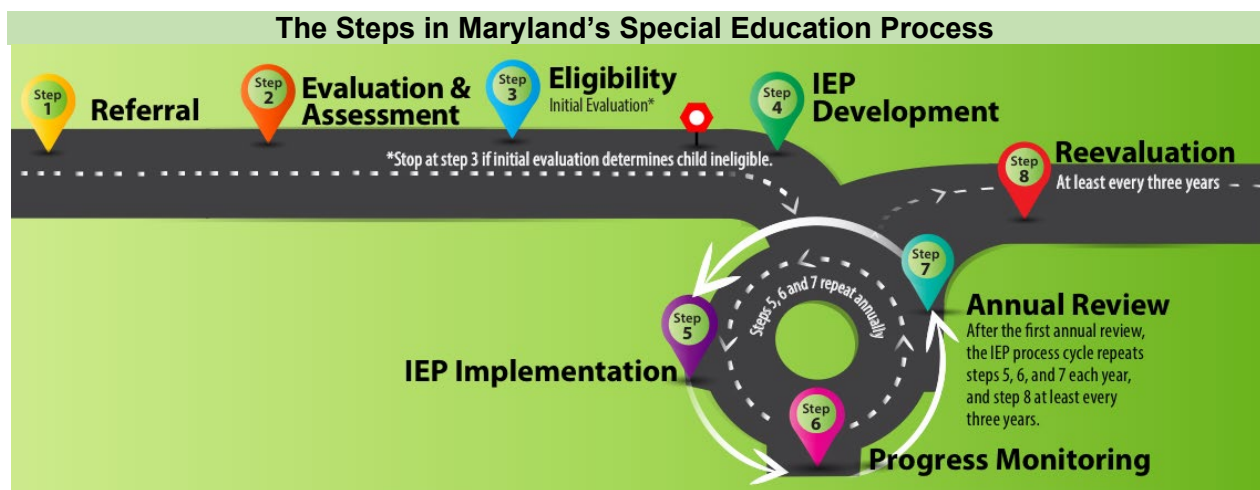 The Steps in Maryland's Special Education Process
Step
1
Referral
Step
2
Evaluation &
Assessment
Step
3
Eligibility
Initial Evaluation*
*Stop at step 3 if initial evaluation determines child ineligible.
Step
4
IEP
Development
Step
5
IEP Implementation
Step
6
Progress Monitoring
Step
7
Annual Review
After the first annual review,
the IEP process cycle repeats
steps 5, 6, and 7 each year,
and step 8 at least every
three years.
Steps 5, 6 and 7 repeat annually
Step
8
Reevaluation
At least every three years